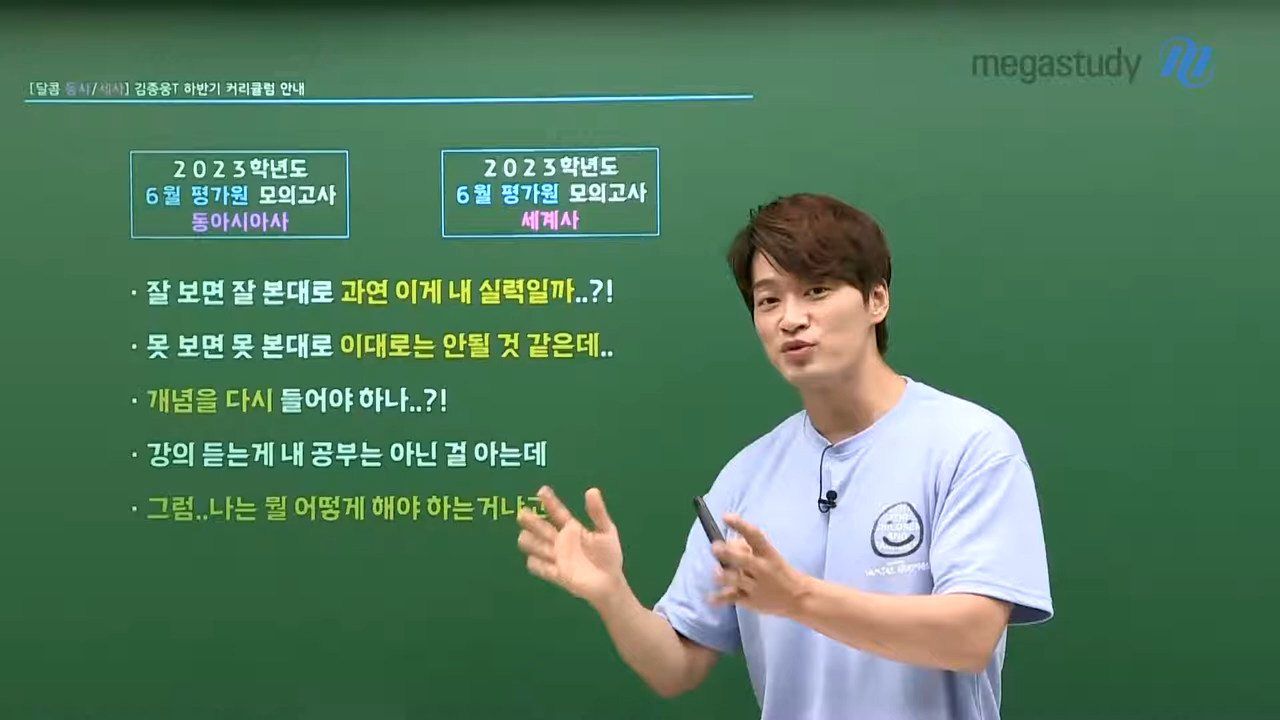 megastudy
[달콤 동사/세사] 김종웅T 하반기 커리큘럼 안내
2023학년도
6월 평가원 모의고사
동아시아사
2023학년도
6월 평가원 모의고사
세계사
· 잘 보면 잘 본대로 과연 이게 내 실력일까..?!
· 못 보면 못 본대로 이대로는 안될 것 같은데..
· 개념을 다시 들어야 하나..?!
· 강의 듣는게 내 공부는 아닌 걸 아는데
· 그럼..나는 뭘 어떻게 해야 하는거냐고